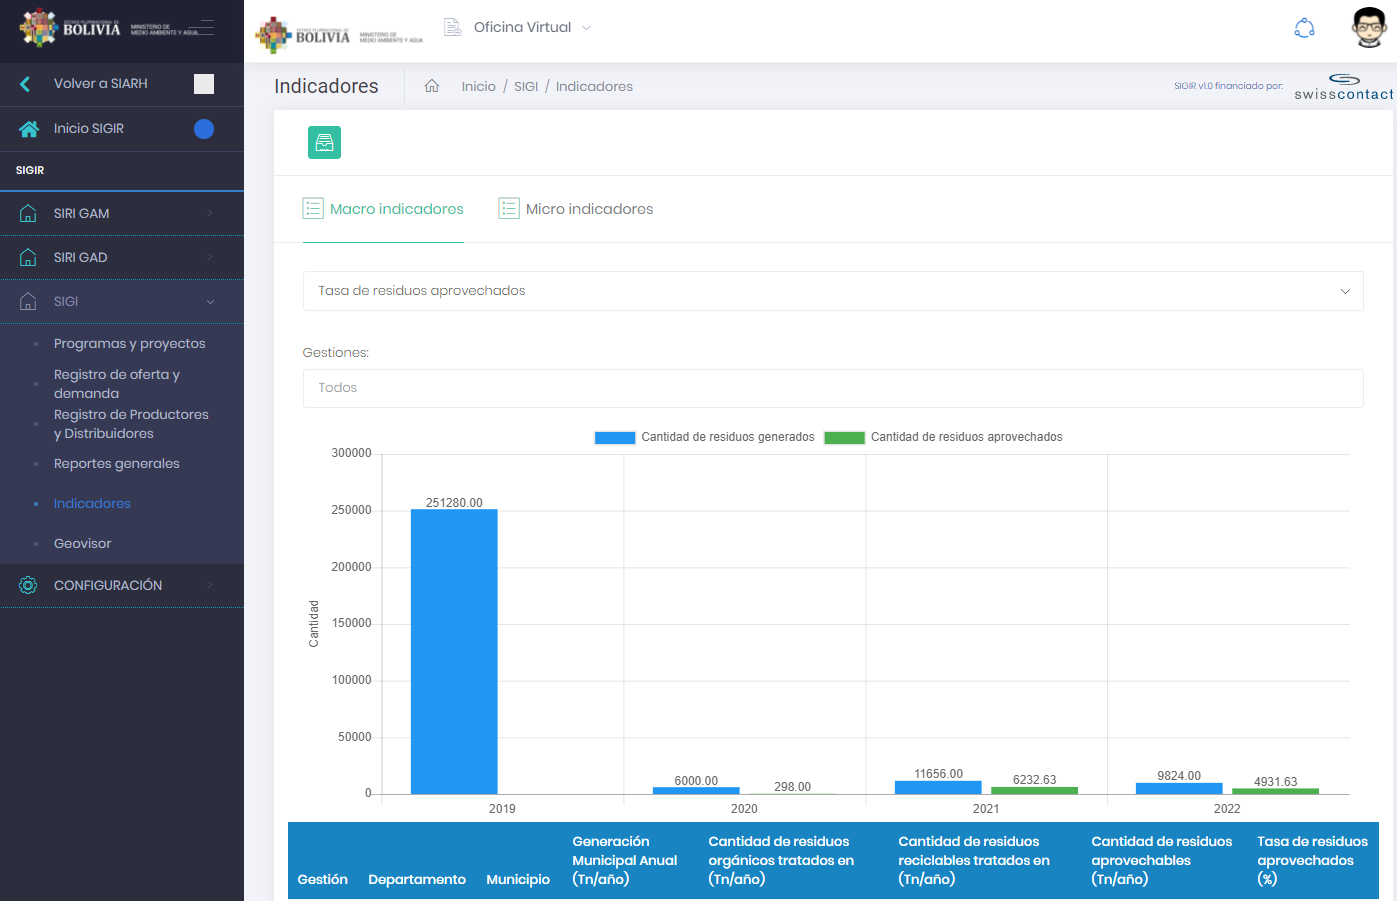 ESTADO PLURINACIONAL DE
BOLIVIA
MINISTERIO DE
MEDIO AMBIENTE Y AGUA
Volver a SIARH
Inicio SIGIR
SIGIR
SIRI GAM
SIRI GAD
SIGI
Programas y proyectos
Registro de oferta y
demanda
Registro de Productores
y Distribuidores
Reportes generales
Indicadores
Geovisor
CONFIGURACIÓN
ESTADO PLURINACIONAL DE
BOLIVIA
MINISTERIO DE
MEDIO AMBIENTE Y AGUA
Oficina Virtual
Indicadores
Inicio / SIGI / Indicadores
SIGIR v1.0 financiado por:
swisscontact
Macro indicadores
Micro indicadores
Tasa de residuos aprovechados
Gestiones:
Todos
Cantidad de residuos generados
Cantidad de residuos aprovechados
Cantidad
300000
250000
200000
150000
100000
50000
0
251280.00
6000.00
298.00
11656.00
6232.63
9824.00
4931.63
2019
2020
2021
2022
Gestión
Departamento
Municipio
Generación
Municipal Anual
(Tn/año)
Cantidad de residuos
orgánicos tratados en
(Tn/año)
Cantidad de residuos
reciclables tratados en
(Tn/año)
Cantidad de residuos
aprovechables
(Tn/año)
Tasa de residuos
aprovechados
(%)